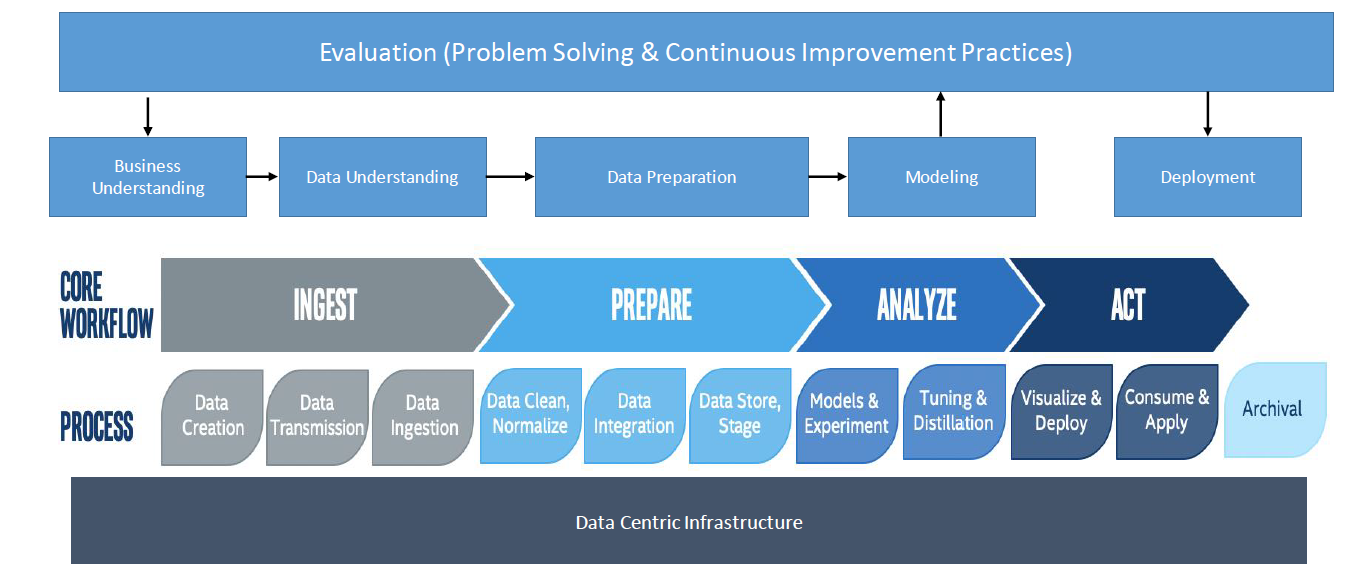 Evaluation (Problem Solving & Continuous Improvement Practices)
Business
Understanding
Data Understanding
Data Preparation
Modeling
Deployment
CORE
WORKFLOW
INGEST
PREPARE
ANALYZE
ACT
PROCESS
Data
Creation
Data
Transmission
Data
Ingestion
Data Clean,
Normalize
Data
Integration
Data Store,
Stage
Models &
Experiment
Tuning &
Distillation
Visualize &
Deploy
Consume &
Apply
Archival
Data Centric Infrastructure